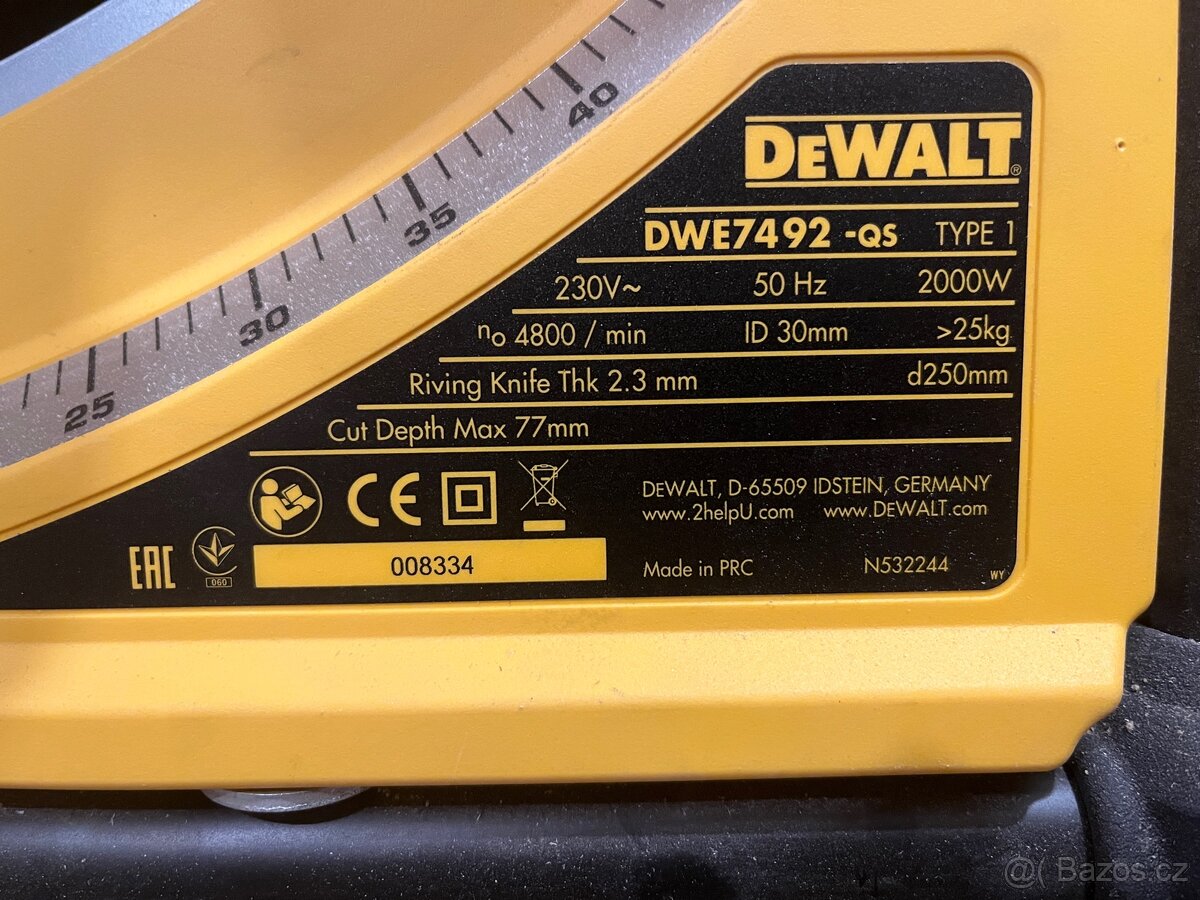 40
35
30
25
DEWALT®
DWE7492 -QS TYPE 1
230V~ 50 Hz 2000W
no 4800 / min ID 30mm >25kg
Riving Knife Thk 2.3 mm d250mm
Cut Depth Max 77mm
CE
DEWALT, D-65509 IDSTEIN, GERMANY
www.2helpU.com www.DEWALT.com
EAC
060
008334
Made in PRC N532244
WY
@( Bazos.cz